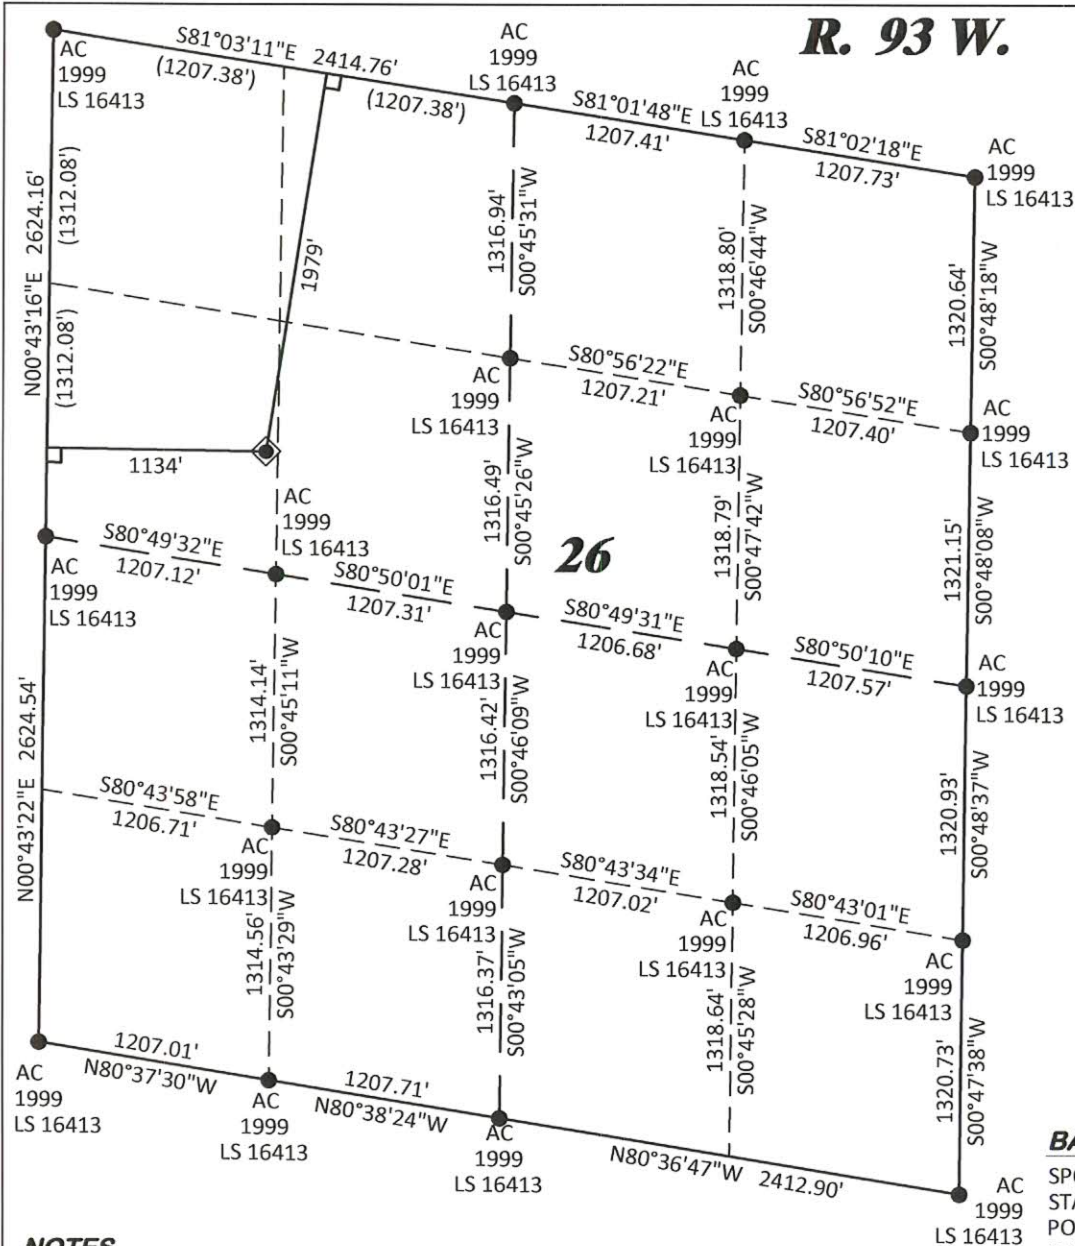 R. 93 W.
S81°03'11"E 2414.76'
(1207.38')
(1207.38')
AC
1999
LS 16413
AC
1999
LS 16413
S81°01'48"E
1207.41'
AC
1999
LS 16413
S81°02'18"E
1207.73'
AC
1999
LS 16413
N00°43'16"E 2624.16'
(1312.08')
(1312.08')
1979'
1316.94'
S00°45'31"W
1318.80'
S00°46'44"W
1320.64'
S00°48'18"W
S80°56'22"E
1207.21'
S80°56'52"E
1207.40'
AC
1999
LS 16413
AC
1999
LS 16413
AC
1999
LS 16413
1134'
1316.49'
S00°45'26"W
1318.79'
S00°47'42"W
1321.15'
S00°48'08"W
26
S80°49'32"E
1207.12'
AC
1999
LS 16413
S80°50'01"E
1207.31'
S80°49'31"E
1206.68'
S80°50'10"E
1207.57'
AC
1999
LS 16413
AC
1999
LS 16413
AC
1999
LS 16413
AC
1999
LS 16413
N00°43'22"E 2624.54'
1314.14'
S00°45'11"W
1316.42'
S00°46'09"W
1318.54'
S00°46'05"W
1320.93'
S00°48'37"W
S80°43'58"E
1206.71'
S80°43'27"E
1207.28'
S80°43'34"E
1207.02'
S80°43'01"E
1206.96'
AC
1999
LS 16413
AC
1999
LS 16413
AC
1999
LS 16413
AC
1999
LS 16413
1314.56'
S00°43'29"W
1316.37'
S00°43'05"W
1318.64'
S00°45'28"W
1320.73'
S00°47'38"W
1207.01'
N80°37'30"W
1207.71'
N80°38'24"W
N80°36'47"W 2412.90'
AC
1999
LS 16413
AC
1999
LS 16413
AC
1999
LS 16413
AC
1999
LS 16413
BA
SP
STA
PO
NOTES